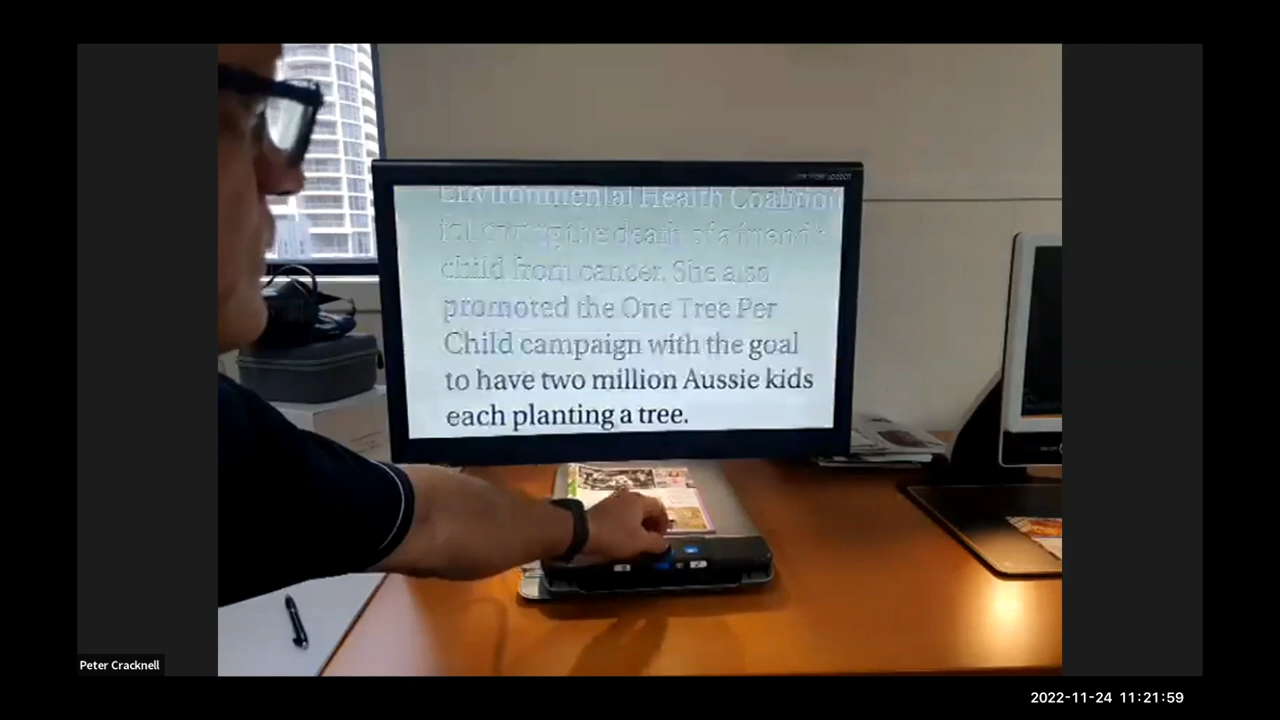 Environmental Health Coalition
following the death of a friend's
child from cancer. She also
promoted the One Tree Per
Child campaign with the goal
to have two million Aussie kids
each planting a tree.
Peter Cracknell
2022-11-24 11:21:59